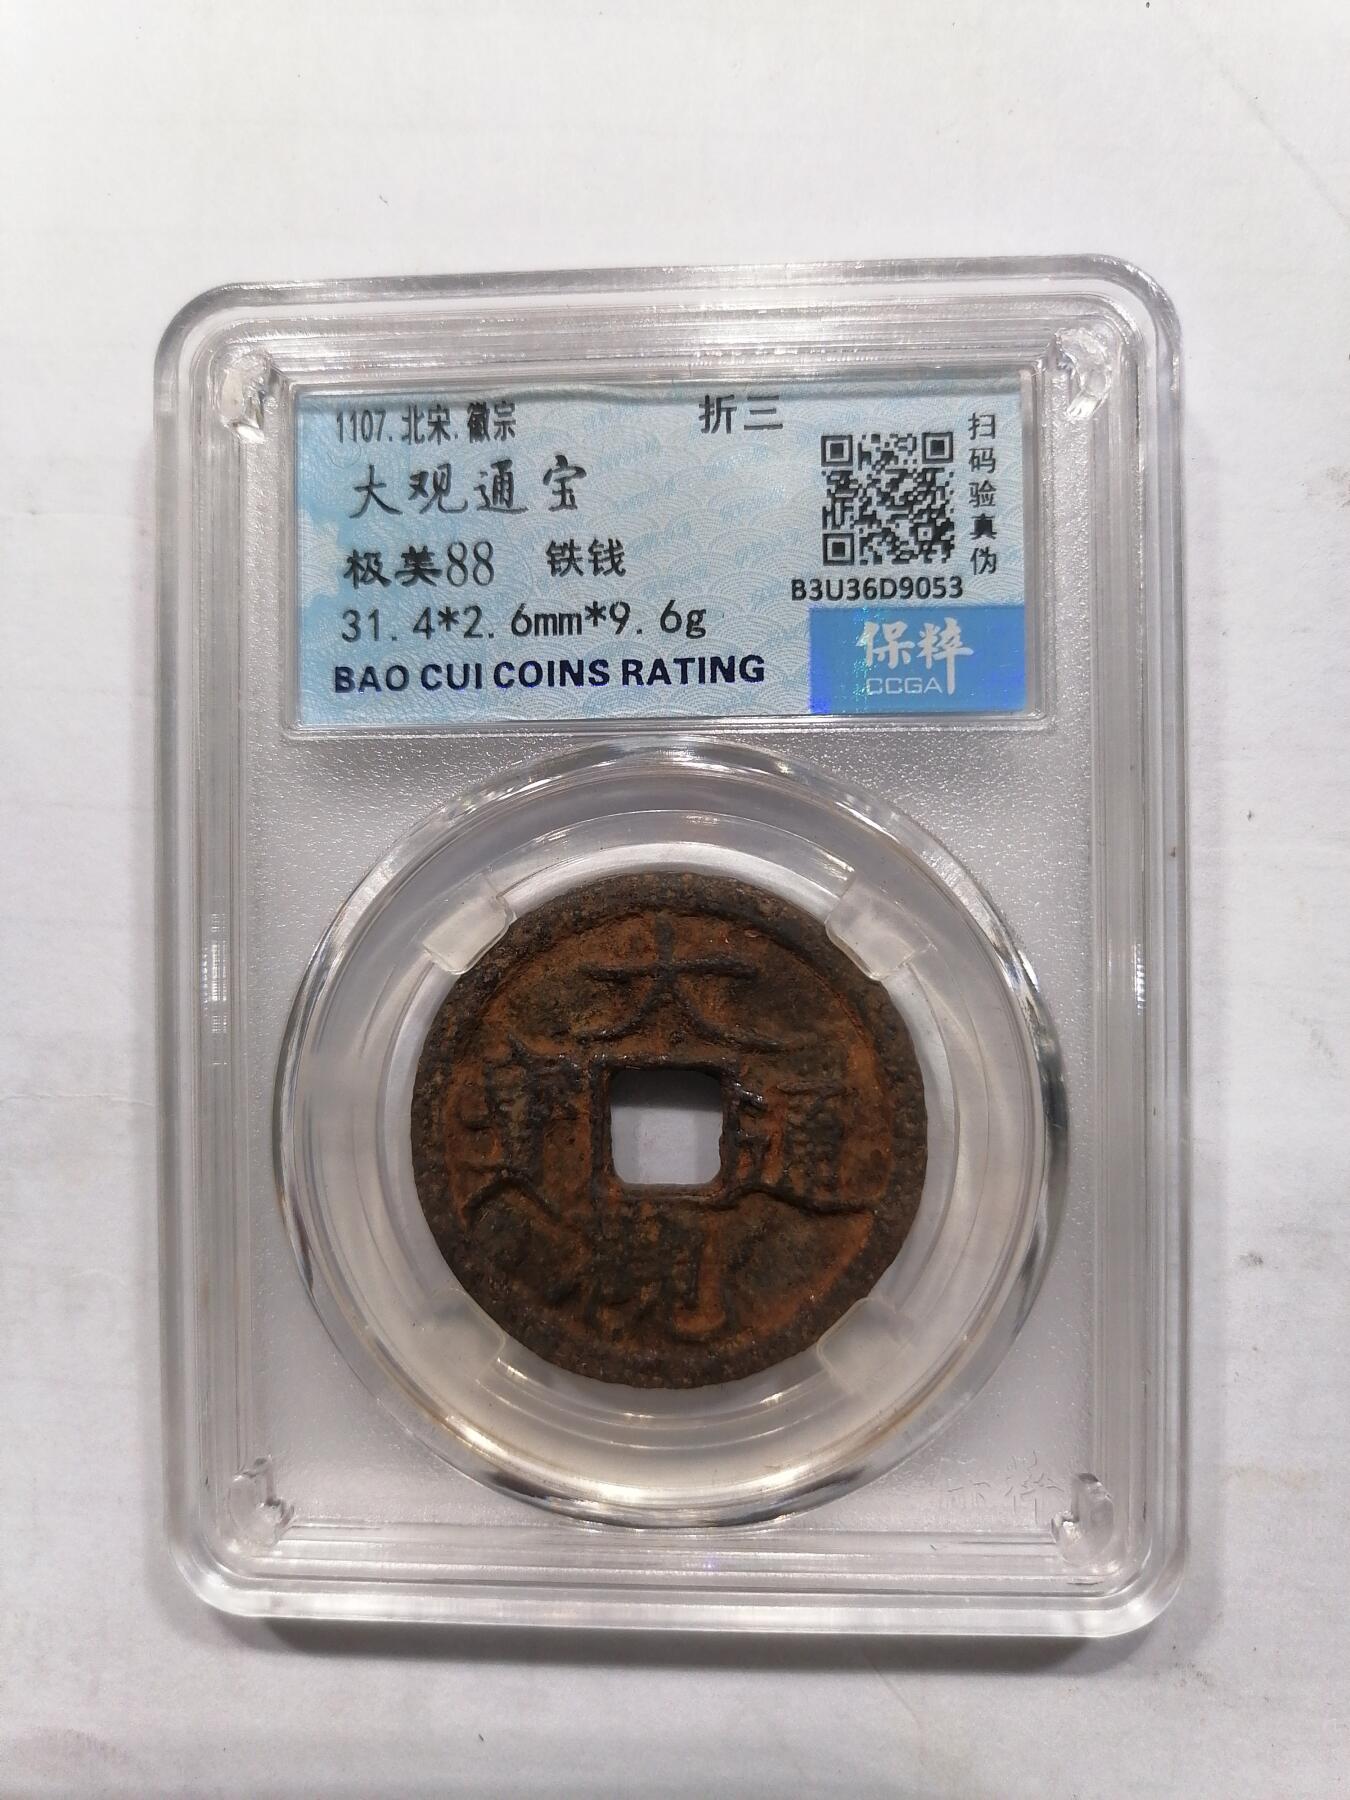 1107.北宋.徽宗
折三
大观通宝
极美88 铁钱
31.4*2.6mm*9.6g
BAO CUI COINS RATING
扫码验真伪
B3U36D9053
保粹
CCGA
大
寶 通
觀